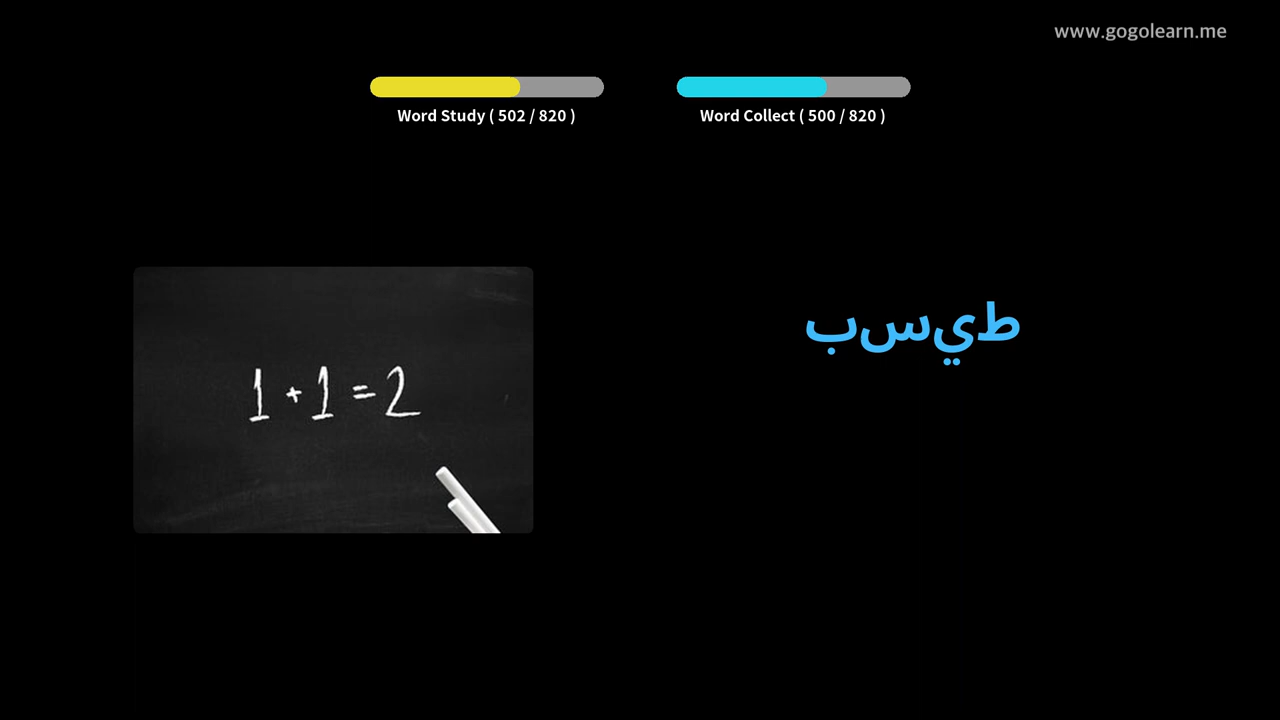 www.gogolearn.me
Word Study ( 502 / 820 )
Word Collect ( 500 / 820 )
1 + 1 = 2
طيسب